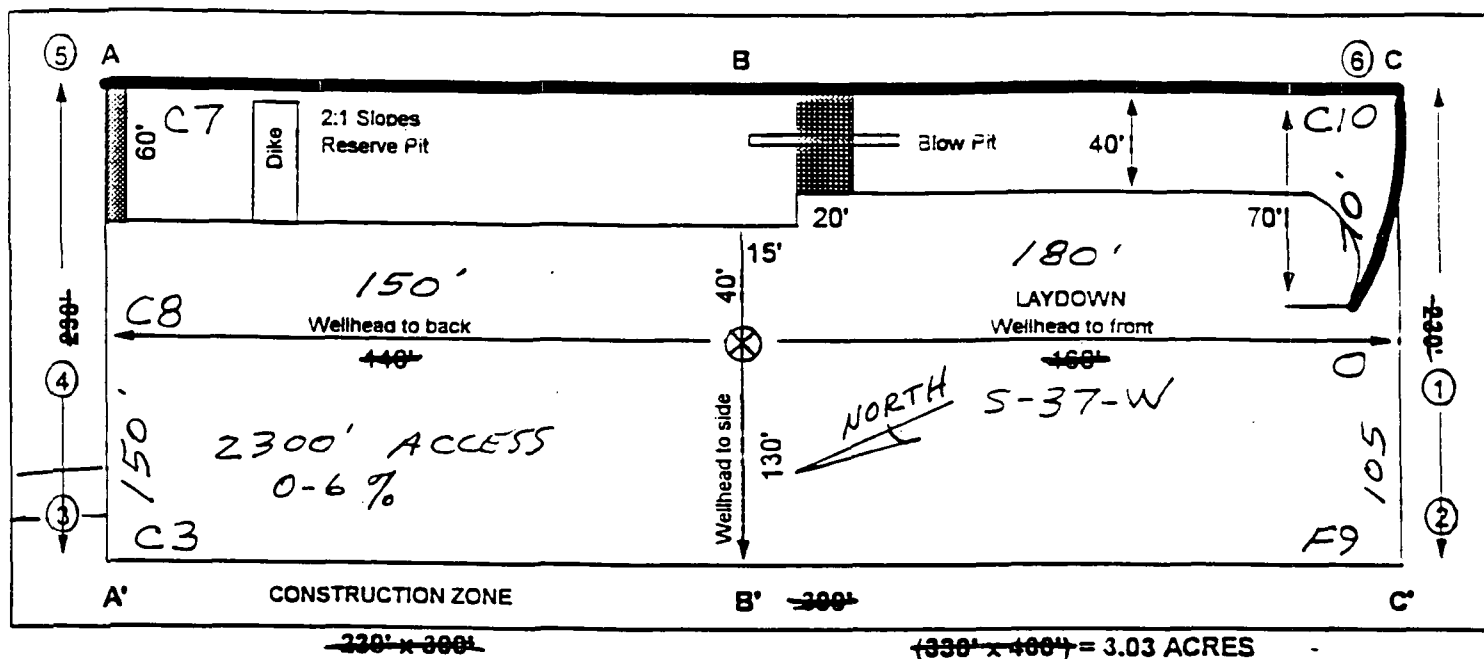 ⑤ A B ⑥ C
C7 60' Dike 2:1 Slopes
Reserve Pit
Blow Pit 40' C10
70' 70'
20'
15'
40'
150' 180'
LAYDOWN
C8 Wellhead to back Wellhead to front
230' 140' 160' 230'
④ O ①
NORTH S-37-W
2300' ACCESS
0-6 %
150' Wellhead to side 130' 105
③ C3 F9 ②
A' CONSTRUCTION ZONE B' 300' C'
230' x 300' (330' x 400') = 3.03 ACRES